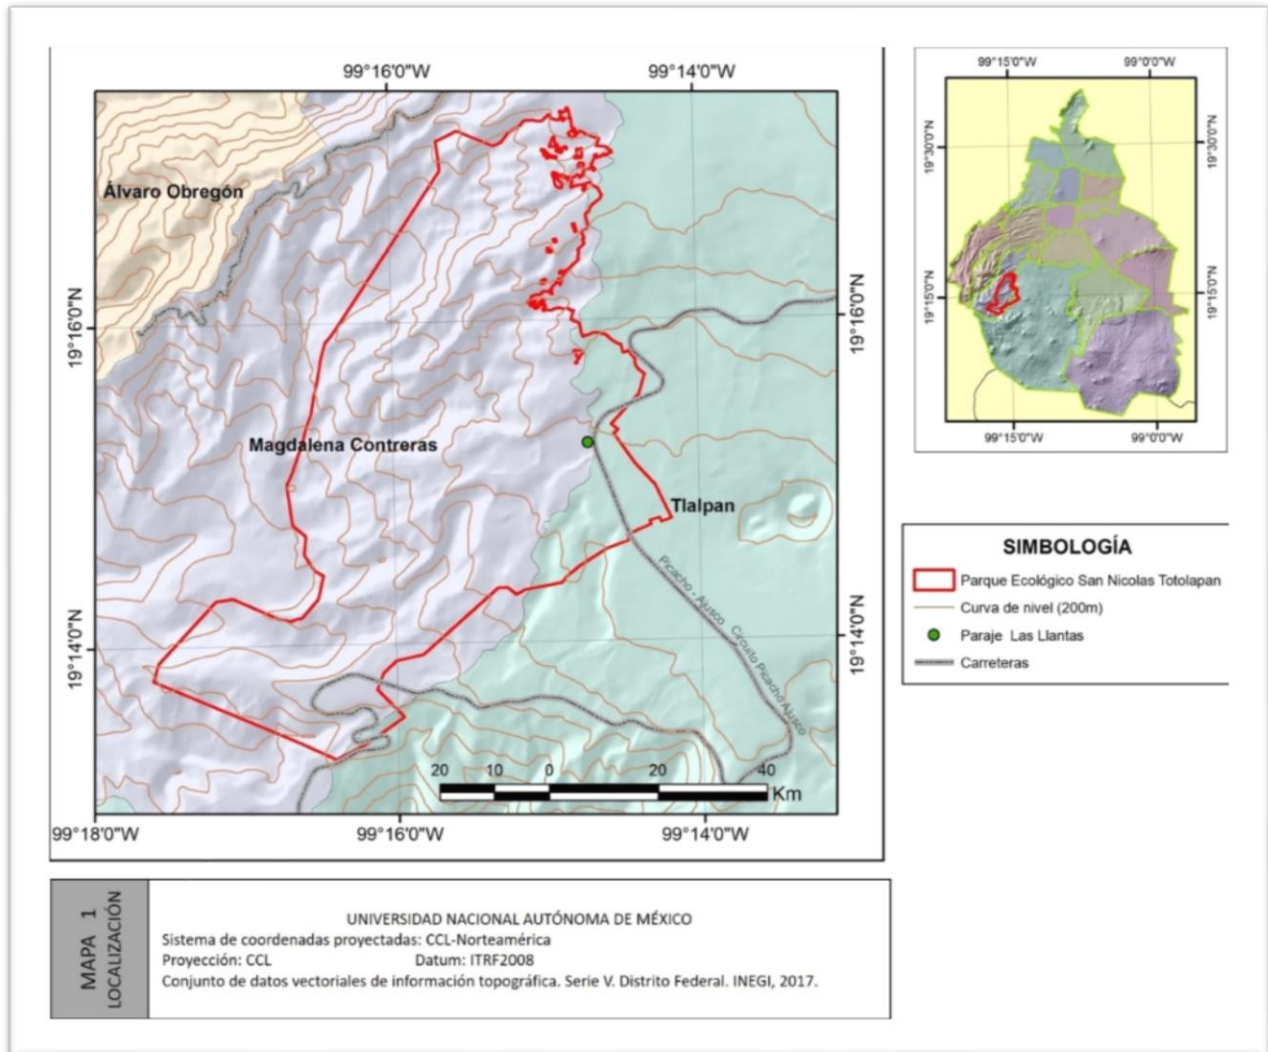 99°16'0"W
99°14'0"W
Álvaro Obregón
19°16'0"N
19°16'0"N
Magdalena Contreras
Tlalpan
Picacho - Ajusco
Circuito Picacho Ajusco
19°14'0"N
19°14'0"N
20 10 0 20 40
Km
99°18'0"W
99°16'0"W
99°14'0"W
99°15'0"W
99°0'0"W
19°30'0"N
19°30'0"N
19°15'0"N
19°15'0"N
99°15'0"W
99°0'0"W
SIMBOLOGÍA
Parque Ecológico San Nicolas Totolapan
Curva de nivel (200m)
Paraje Las Llantas
Carreteras
MAPA 1
LOCALIZACIÓN
UNIVERSIDAD NACIONAL AUTÓNOMA DE MÉXICO
Sistema de coordenadas proyectadas: CCL-Norteamérica
Proyección: CCL Datum: ITRF2008
Conjunto de datos vectoriales de información topográfica. Serie V. Distrito Federal. INEGI, 2017.